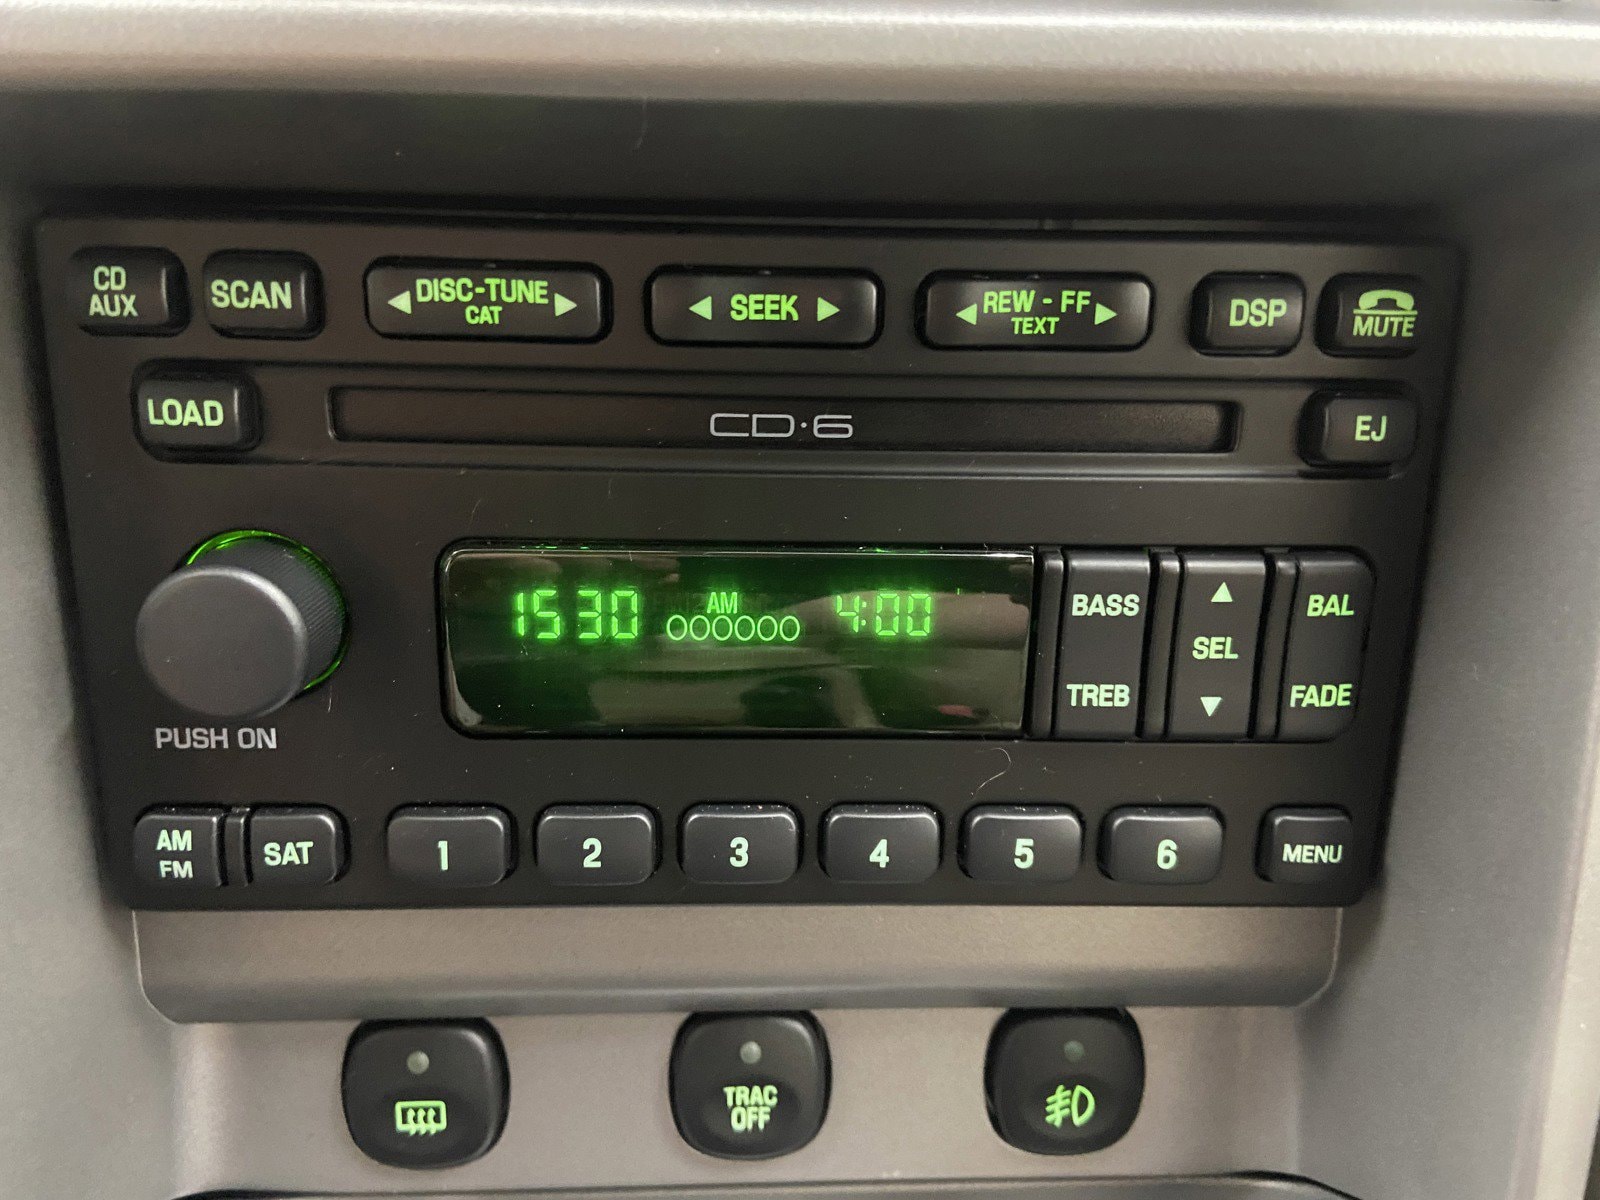 CD
AUX
SCAN
DISC-TUNE
CAT
SEEK
REW - FF
TEXT
DSP
MUTE
LOAD
CD·6
EJ
1530
AM
4:00
BASS
TREB
SEL
BAL
FADE
PUSH ON
AM
FM
SAT
1
2
3
4
5
6
MENU
TRAC
OFF